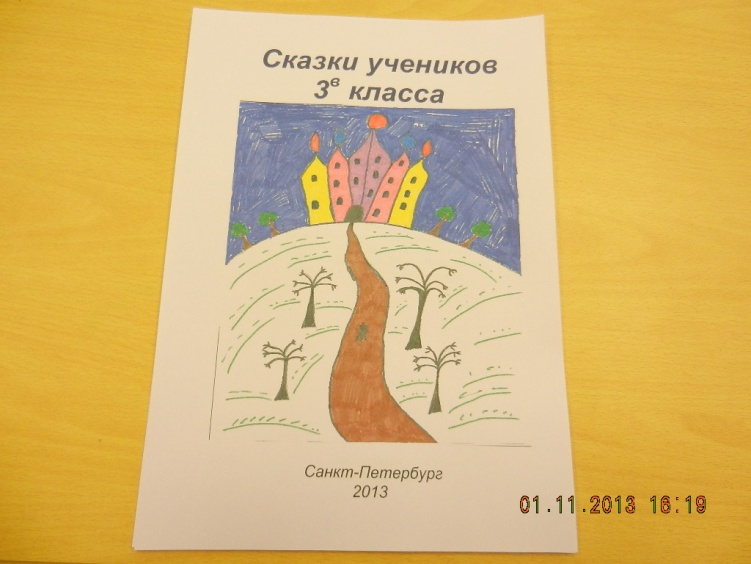 Сказки учеников
3в класса
Санкт-Петербург
2013
01.11.2013 16:19